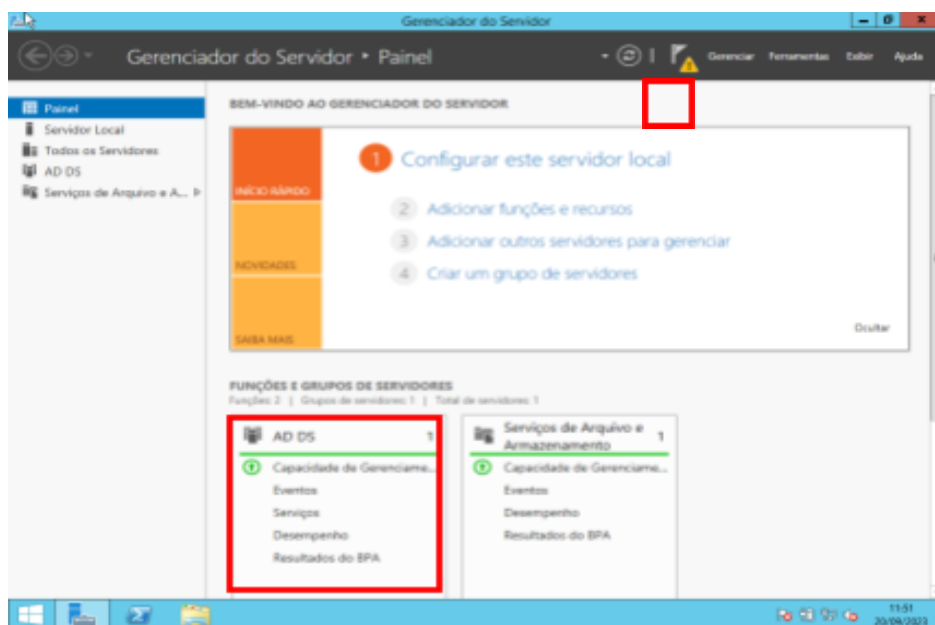 Gerenciador do Servidor
Gerenciador do Servidor ‣ Painel
Gerenciar Ferramentas Exibir Ajuda
Painel
Servidor Local
Todos os Servidores
AD DS
Serviços de Arquivo e A...
BEM-VINDO AO GERENCIADOR DO SERVIDOR
INÍCIO RÁPIDO
NOVIDADES
SAIBA MAIS
1 Configurar este servidor local
2 Adicionar funções e recursos
3 Adicionar outros servidores para gerenciar
4 Criar um grupo de servidores
Ocultar
FUNÇÕES E GRUPOS DE SERVIDORES
Funções: 2 | Grupos de servidores: 1 | Total de servidores: 1
AD DS 1
Capacidade de Gerenciame...
Eventos
Serviços
Desempenho
Resultados do BPA
Serviços de Arquivo e
Armazenamento 1
Capacidade de Gerenciame...
Eventos
Desempenho
Resultados do BPA
11:51
20/09/2023